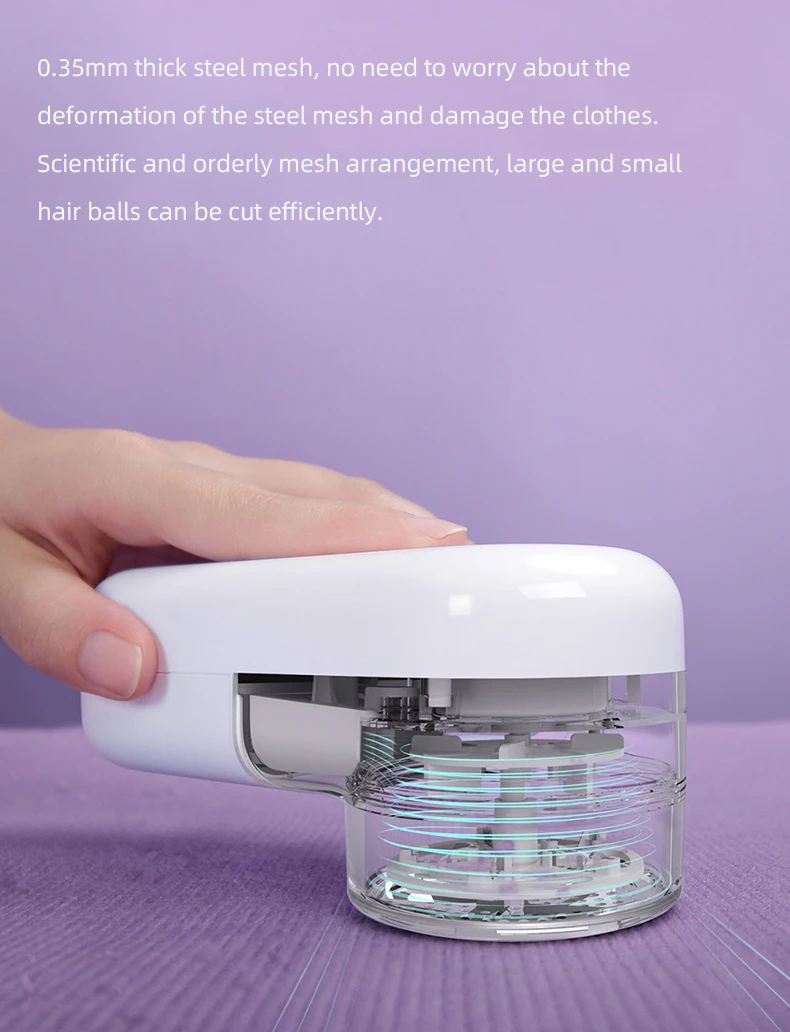 0.35mm thick steel mesh, no need to worry about the
deformation of the steel mesh and damage the clothes.
Scientific and orderly mesh arrangement, large and small
hair balls can be cut efficiently.